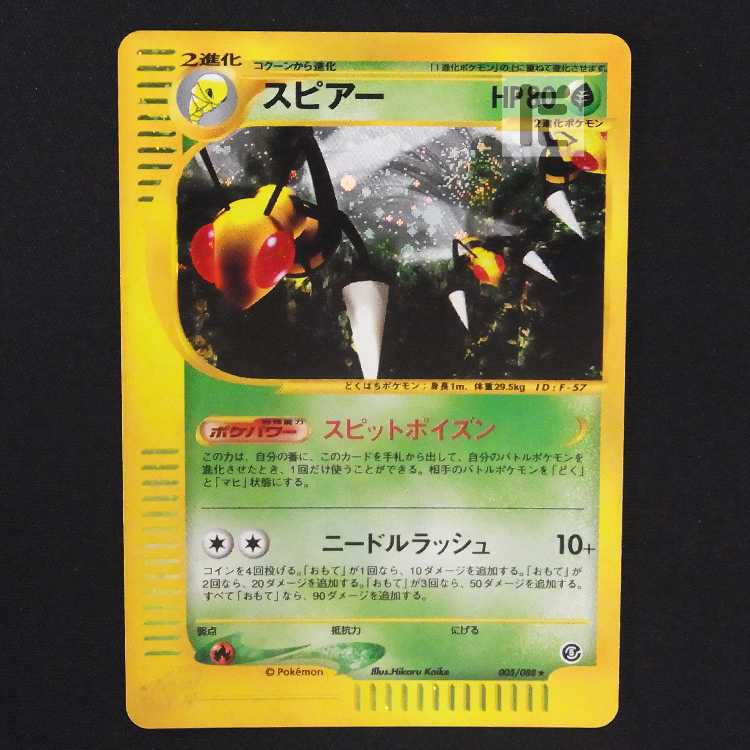 2進化
コクーンから進化
「1進化ポケモン」の上に重ねて進化させます。
スピアー
HP80
2進化ポケモン
どくばちポケモン：身長1m、体重29.5kg ID:F-57
特殊能力
ポケパワー
スピットポイズン
この力は、自分の番に、このカードを手札から出して、自分のバトルポケモンを
進化させたとき、1回だけ使うことができる。相手のバトルポケモンを「どく」
と「マヒ」状態にする。
ニードルラッシュ 10+
コインを4回投げる。「おもて」が1回なら、10ダメージを追加する。「おもて」が
2回なら、20ダメージを追加する。「おもて」が3回なら、50ダメージを追加する。
すべて「おもて」なら、90ダメージを追加する。
弱点 抵抗力 にげる
© Pokémon
Illus.Hikaru Koike
005/088★